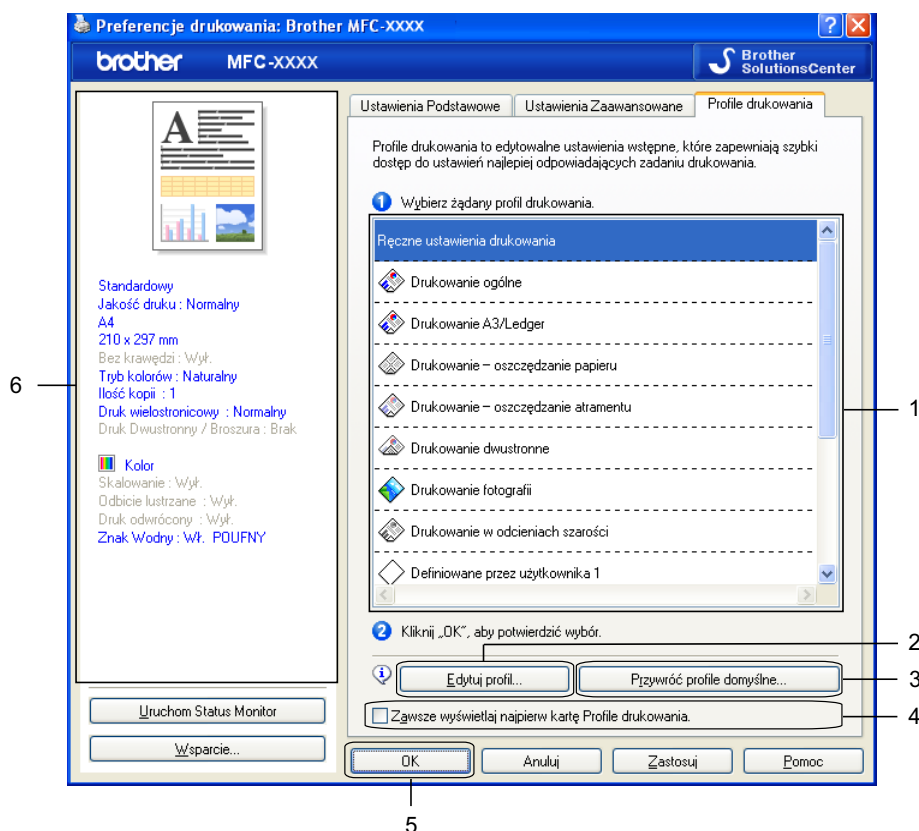 Preferencje drukowania: Brother MFC-XXXX
brother MFC-XXXX
Brother
SolutionsCenter
A
Standardowy
Jakość druku : Normalny
A4
210 x 297 mm
Bez krawędzi : Wył.
Tryb kolorów : Naturalny
Ilość kopii : 1
Druk wielostronicowy : Normalny
Druk Dwustronny / Broszura : Brak
Kolor
Skalowanie : Wył.
Odbicie lustrzane : Wył.
Druk odwrócony : Wył.
Znak Wodny : Wł. POUFNY
Uruchom Status Monitor
Wsparcie...
6
Ustawienia Podstawowe
Ustawienia Zaawansowane
Profile drukowania
Profile drukowania to edytowalne ustawienia wstępne, które zapewniają szybki
dostęp do ustawień najlepiej odpowiadających zadaniu drukowania.
1 Wybierz żądany profil drukowania.
Ręczne ustawienia drukowania
Drukowanie ogólne
Drukowanie A3/Ledger
Drukowanie – oszczędzanie papieru
Drukowanie – oszczędzanie atramentu
Drukowanie dwustronne
Drukowanie fotografii
Drukowanie w odcieniach szarości
Definiowane przez użytkownika 1
1
2 Kliknij „OK”, aby potwierdzić wybór.
2
Edytuj profil...
Przywróć profile domyślne...
3
Zawsze wyświetlaj najpierw kartę Profile drukowania.
4
OK
Anuluj
Zastosuj
Pomoc
5